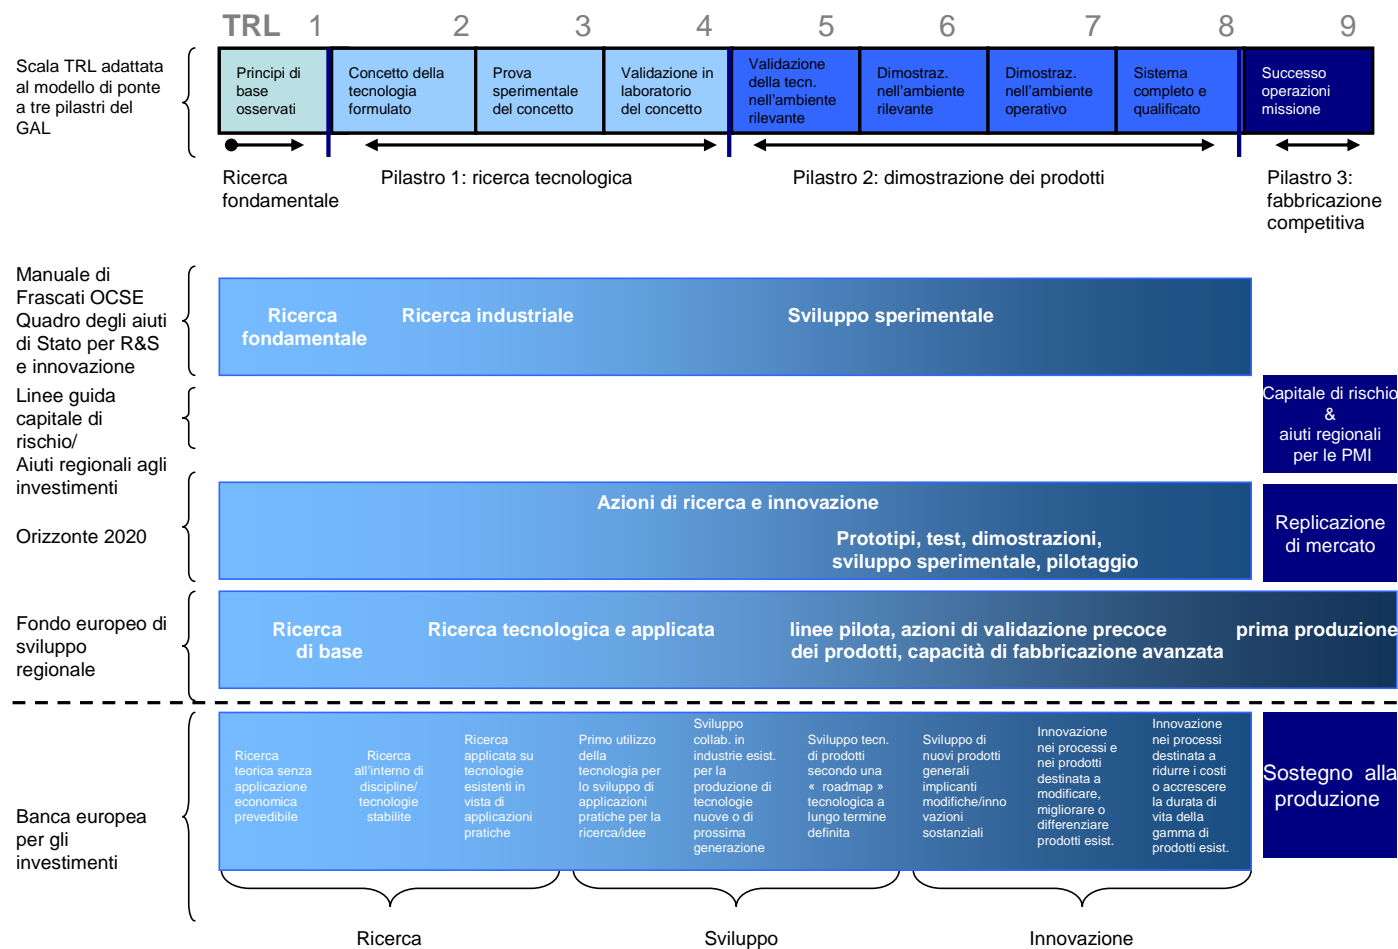 TRL 1 2 3 4 5 6 7 8 9
Scala TRL adattata
al modello di ponte
a tre pilastri del
GAL
Principi di
base
osservati
Concetto della
tecnologia
formulato
Prova
sperimentale
del concetto
Validazione in
laboratorio
del concetto
Validazione
della tecn.
nell'ambiente
rilevante
Dimostraz.
nell'ambiente
rilevante
Dimostraz.
nell'ambiente
operativo
Sistema
completo e
qualificato
Successo
operazioni
missione
Ricerca
fondamentale
Pilastro 1: ricerca tecnologica
Pilastro 2: dimostrazione dei prodotti
Pilastro 3:
fabbricazione
competitiva
Manuale di
Frascati OCSE
Quadro degli aiuti
di Stato per R&S
e innovazione
Ricerca
fondamentale
Ricerca industriale
Sviluppo sperimentale
Linee guida
capitale di
rischio/
Aiuti regionali agli
investimenti
Capitale di rischio
&
aiuti regionali
per le PMI
Orizzonte 2020
Azioni di ricerca e innovazione
Prototipi, test, dimostrazioni,
sviluppo sperimentale, pilotaggio
Replicazione
di mercato
Fondo europeo di
sviluppo
regionale
Ricerca
di base
Ricerca tecnologica e applicata
linee pilota, azioni di validazione precoce
dei prodotti, capacità di fabbricazione avanzata
prima produzione
Banca europea
per gli
investimenti
Ricerca
teorica senza
applicazione
economica
prevedibile
Ricerca
all'interno di
discipline/
tecnologie
stabilite
Ricerca
applicata su
tecnologie
esistenti in
vista di
applicazioni
pratiche
Primo utilizzo
della
tecnologia per
lo sviluppo di
applicazioni
pratiche per la
ricerca/idee
Sviluppo
collab. in
industrie esist.
per la
produzione di
tecnologie
nuove o di
prossima
generazione
Sviluppo tecn.
di prodotti
secondo una
« roadmap »
tecnologica a
lungo termine
definita
Sviluppo di
nuovi prodotti
generali
implicanti
modifiche/inno
vazioni
sostanziali
Innovazione
nei processi e
nei prodotti
destinata a
modificare,
migliorare o
differenziare
prodotti esist.
Innovazione
nei processi
destinata a
ridurre i costi
o accrescere
la durata di
vita della
gamma di
prodotti esist.
Sostegno alla
produzione
Ricerca
Sviluppo
Innovazione